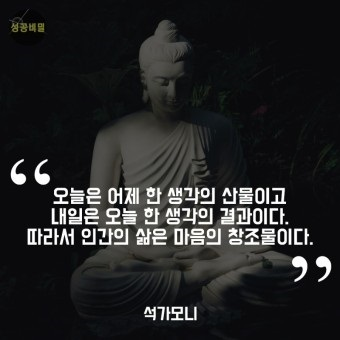 성공비밀
“
오늘은 어제 한 생각의 산물이고
내일은 오늘 한 생각의 결과이다.
따라서 인간의 삶은 마음의 창조물이다.
”
석가모니